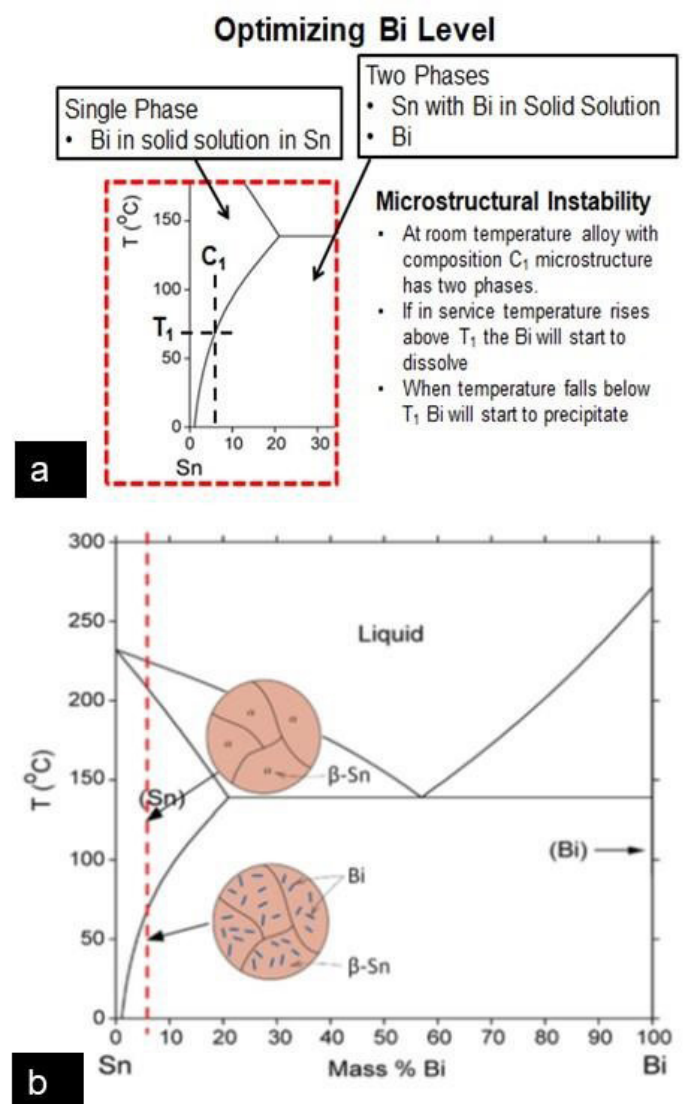 Optimizing Bi Level
Single Phase
• Bi in solid solution in Sn
Two Phases
• Sn with Bi in Solid Solution
• Bi
T (°C)
150
100
50
0
C₁
T₁
0 10 20 30
Sn
Microstructural Instability
• At room temperature alloy with
composition C₁ microstructure
has two phases.
• If in service temperature rises
above T₁ the Bi will start to
dissolve
• When temperature falls below
T₁ Bi will start to precipitate
a
300
250
200
150
100
50
0
T (°C)
Liquid
β-Sn
(Sn)
(Bi)
Bi
β-Sn
0 10 20 30 40 50 60 70 80 90 100
Sn Mass % Bi Bi
b